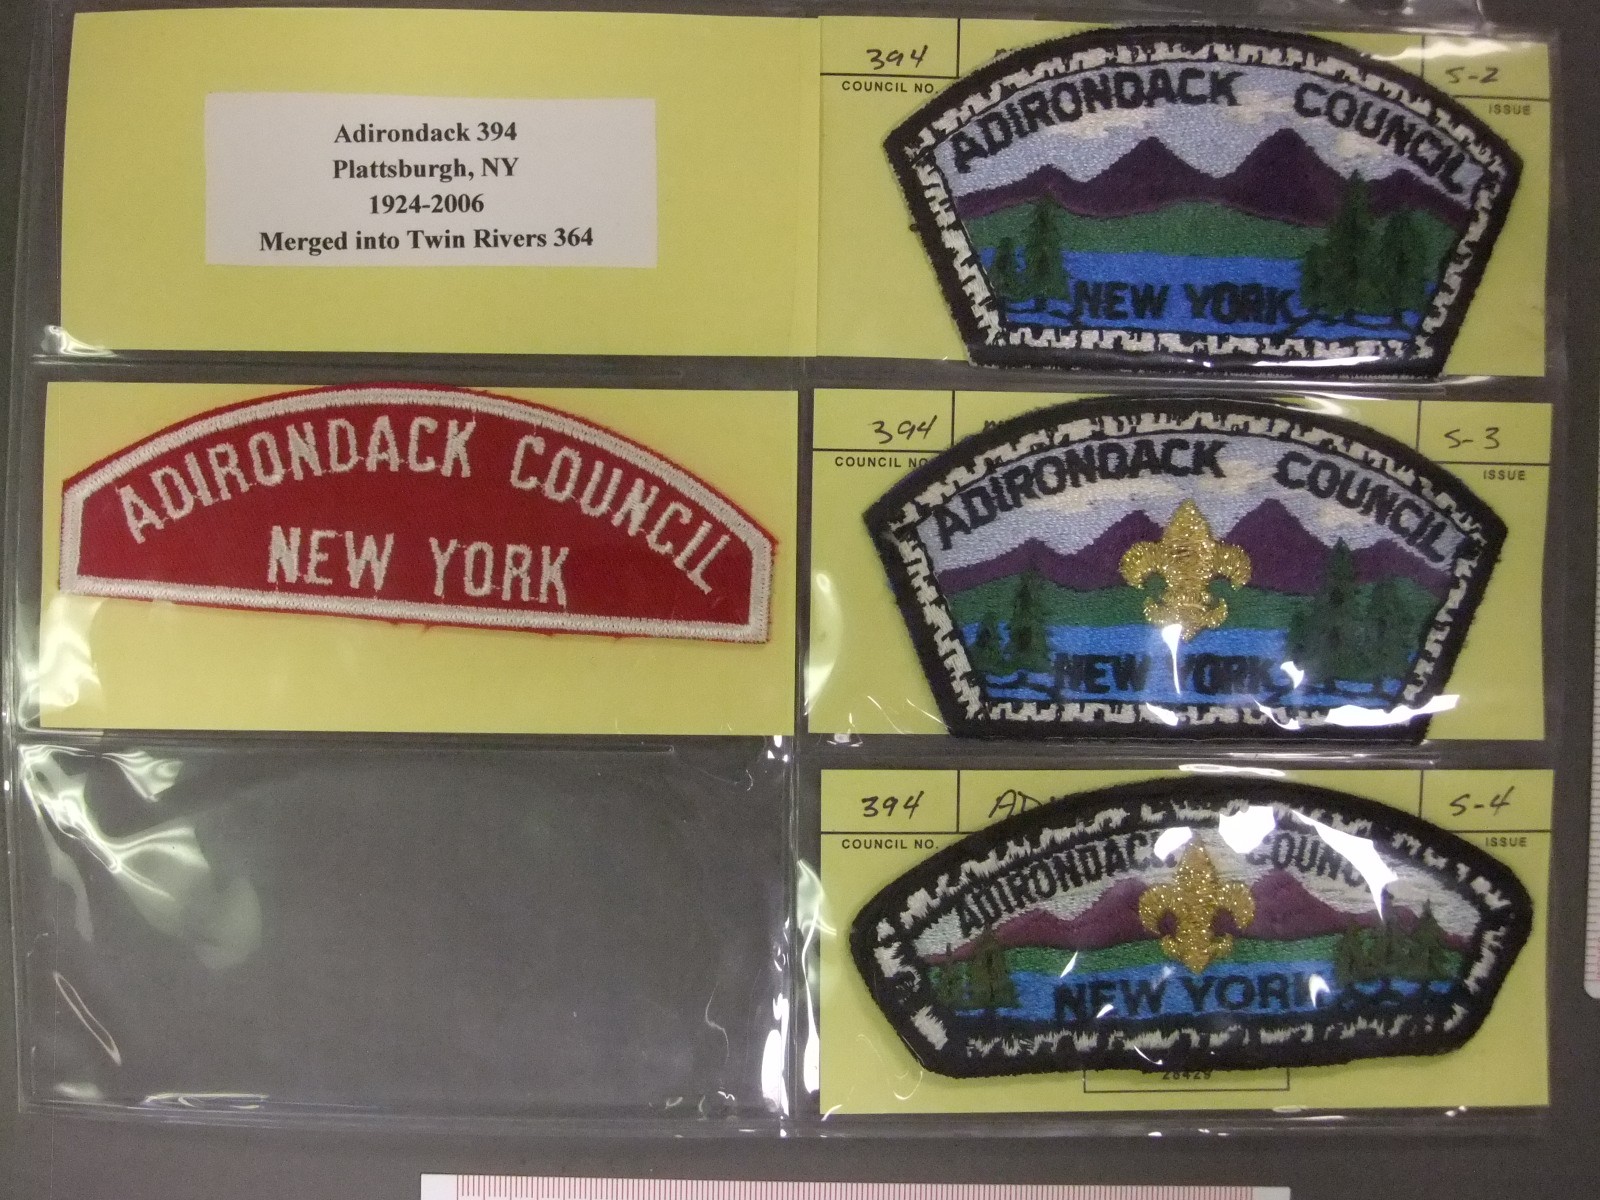 Adirondack 394
Plattsburgh, NY
1924-2006
Merged into Twin Rivers 364
394
COUNCIL NO.
S-2
ISSUE
ADIRONDACK COUNCIL
NEW YORK
ADIRONDACK COUNCIL
NEW YORK
394
COUNCIL NO
S-3
ISSUE
ADIRONDACK COUNCIL
NEW YORK
394
COUNCIL NO.
S-4
ISSUE
ADIRONDACK COUNC
NEW YORK